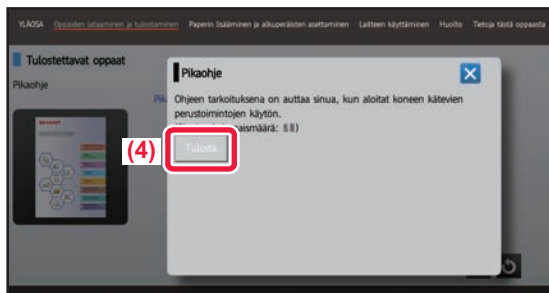 YLÄOSA Oppaiden lataaminen ja tulostaminen Paperin lisääminen ja alkuperäisten asettaminen Laitteen käyttäminen Huolto Tietoja tästä oppaasta
Tulostettavat oppaat
Pikaohje
Pikaohje
Ohjeen tarkoituksena on auttaa sinua, kun aloitat koneen kätevien
perustoimintojen käytön.
(4)
Tulosta
SHARP